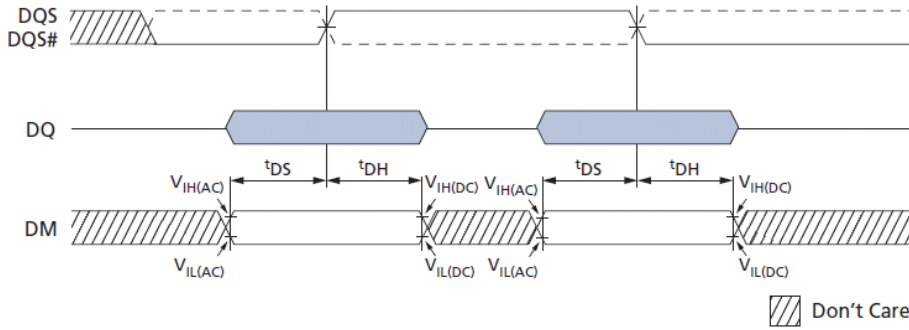 DQS
DQS#
DQ
tDS tDH tDS tDH
VIH(AC) VIH(DC) VIH(AC) VIH(DC)
DM
VIL(AC) VIL(DC) VIL(AC) VIL(DC)
Don't Care